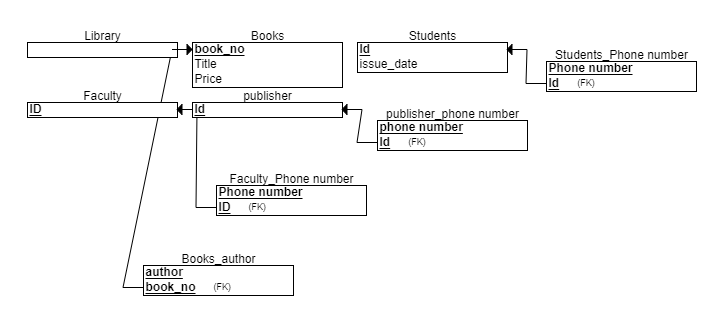 Library
Books
book_no
Title
Price
Students
Id
issue_date
Students_Phone number
Phone number
Id (FK)
Faculty
ID
publisher
Id
publisher_phone number
phone number
Id (FK)
Faculty_Phone number
Phone number
ID (FK)
Books_author
author
book_no (FK)